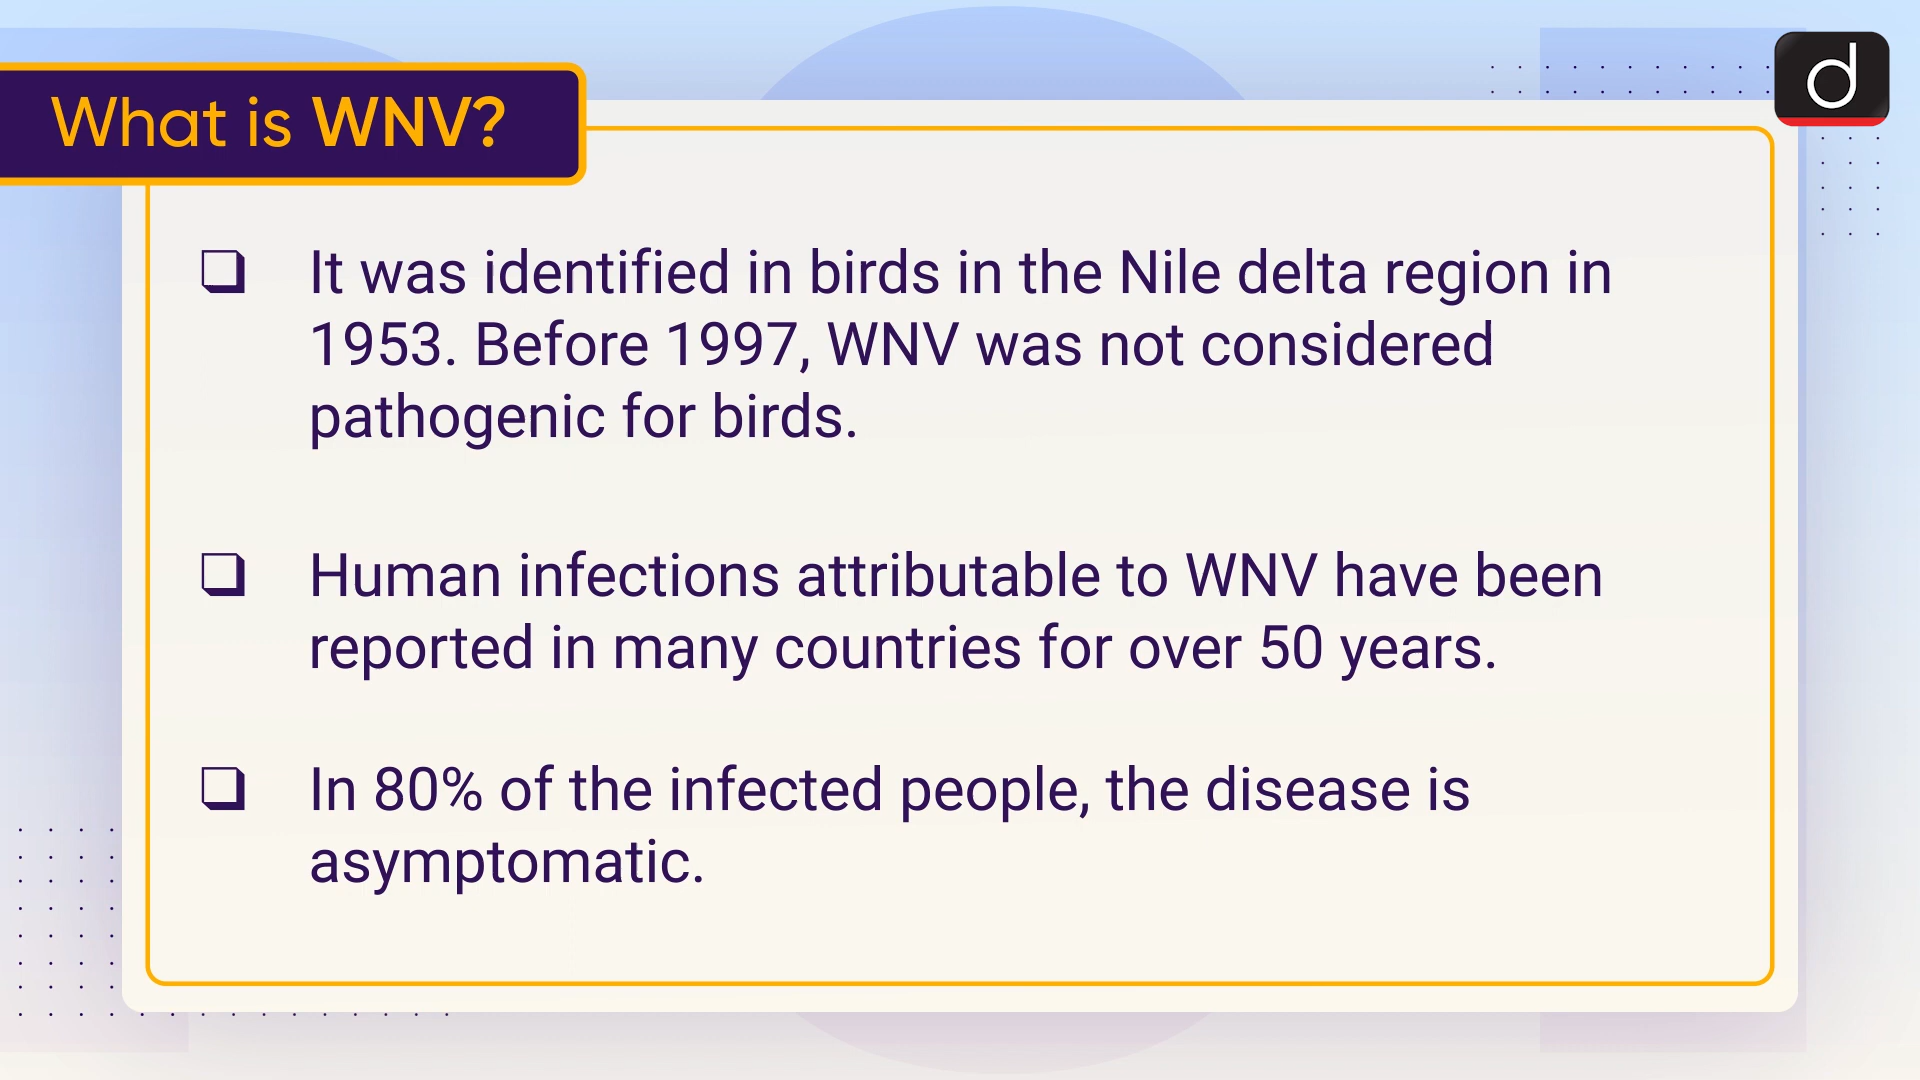 What is WNV?
d
❑ It was identified in birds in the Nile delta region in
1953. Before 1997, WNV was not considered
pathogenic for birds.
❑ Human infections attributable to WNV have been
reported in many countries for over 50 years.
❑ In 80% of the infected people, the disease is
asymptomatic.